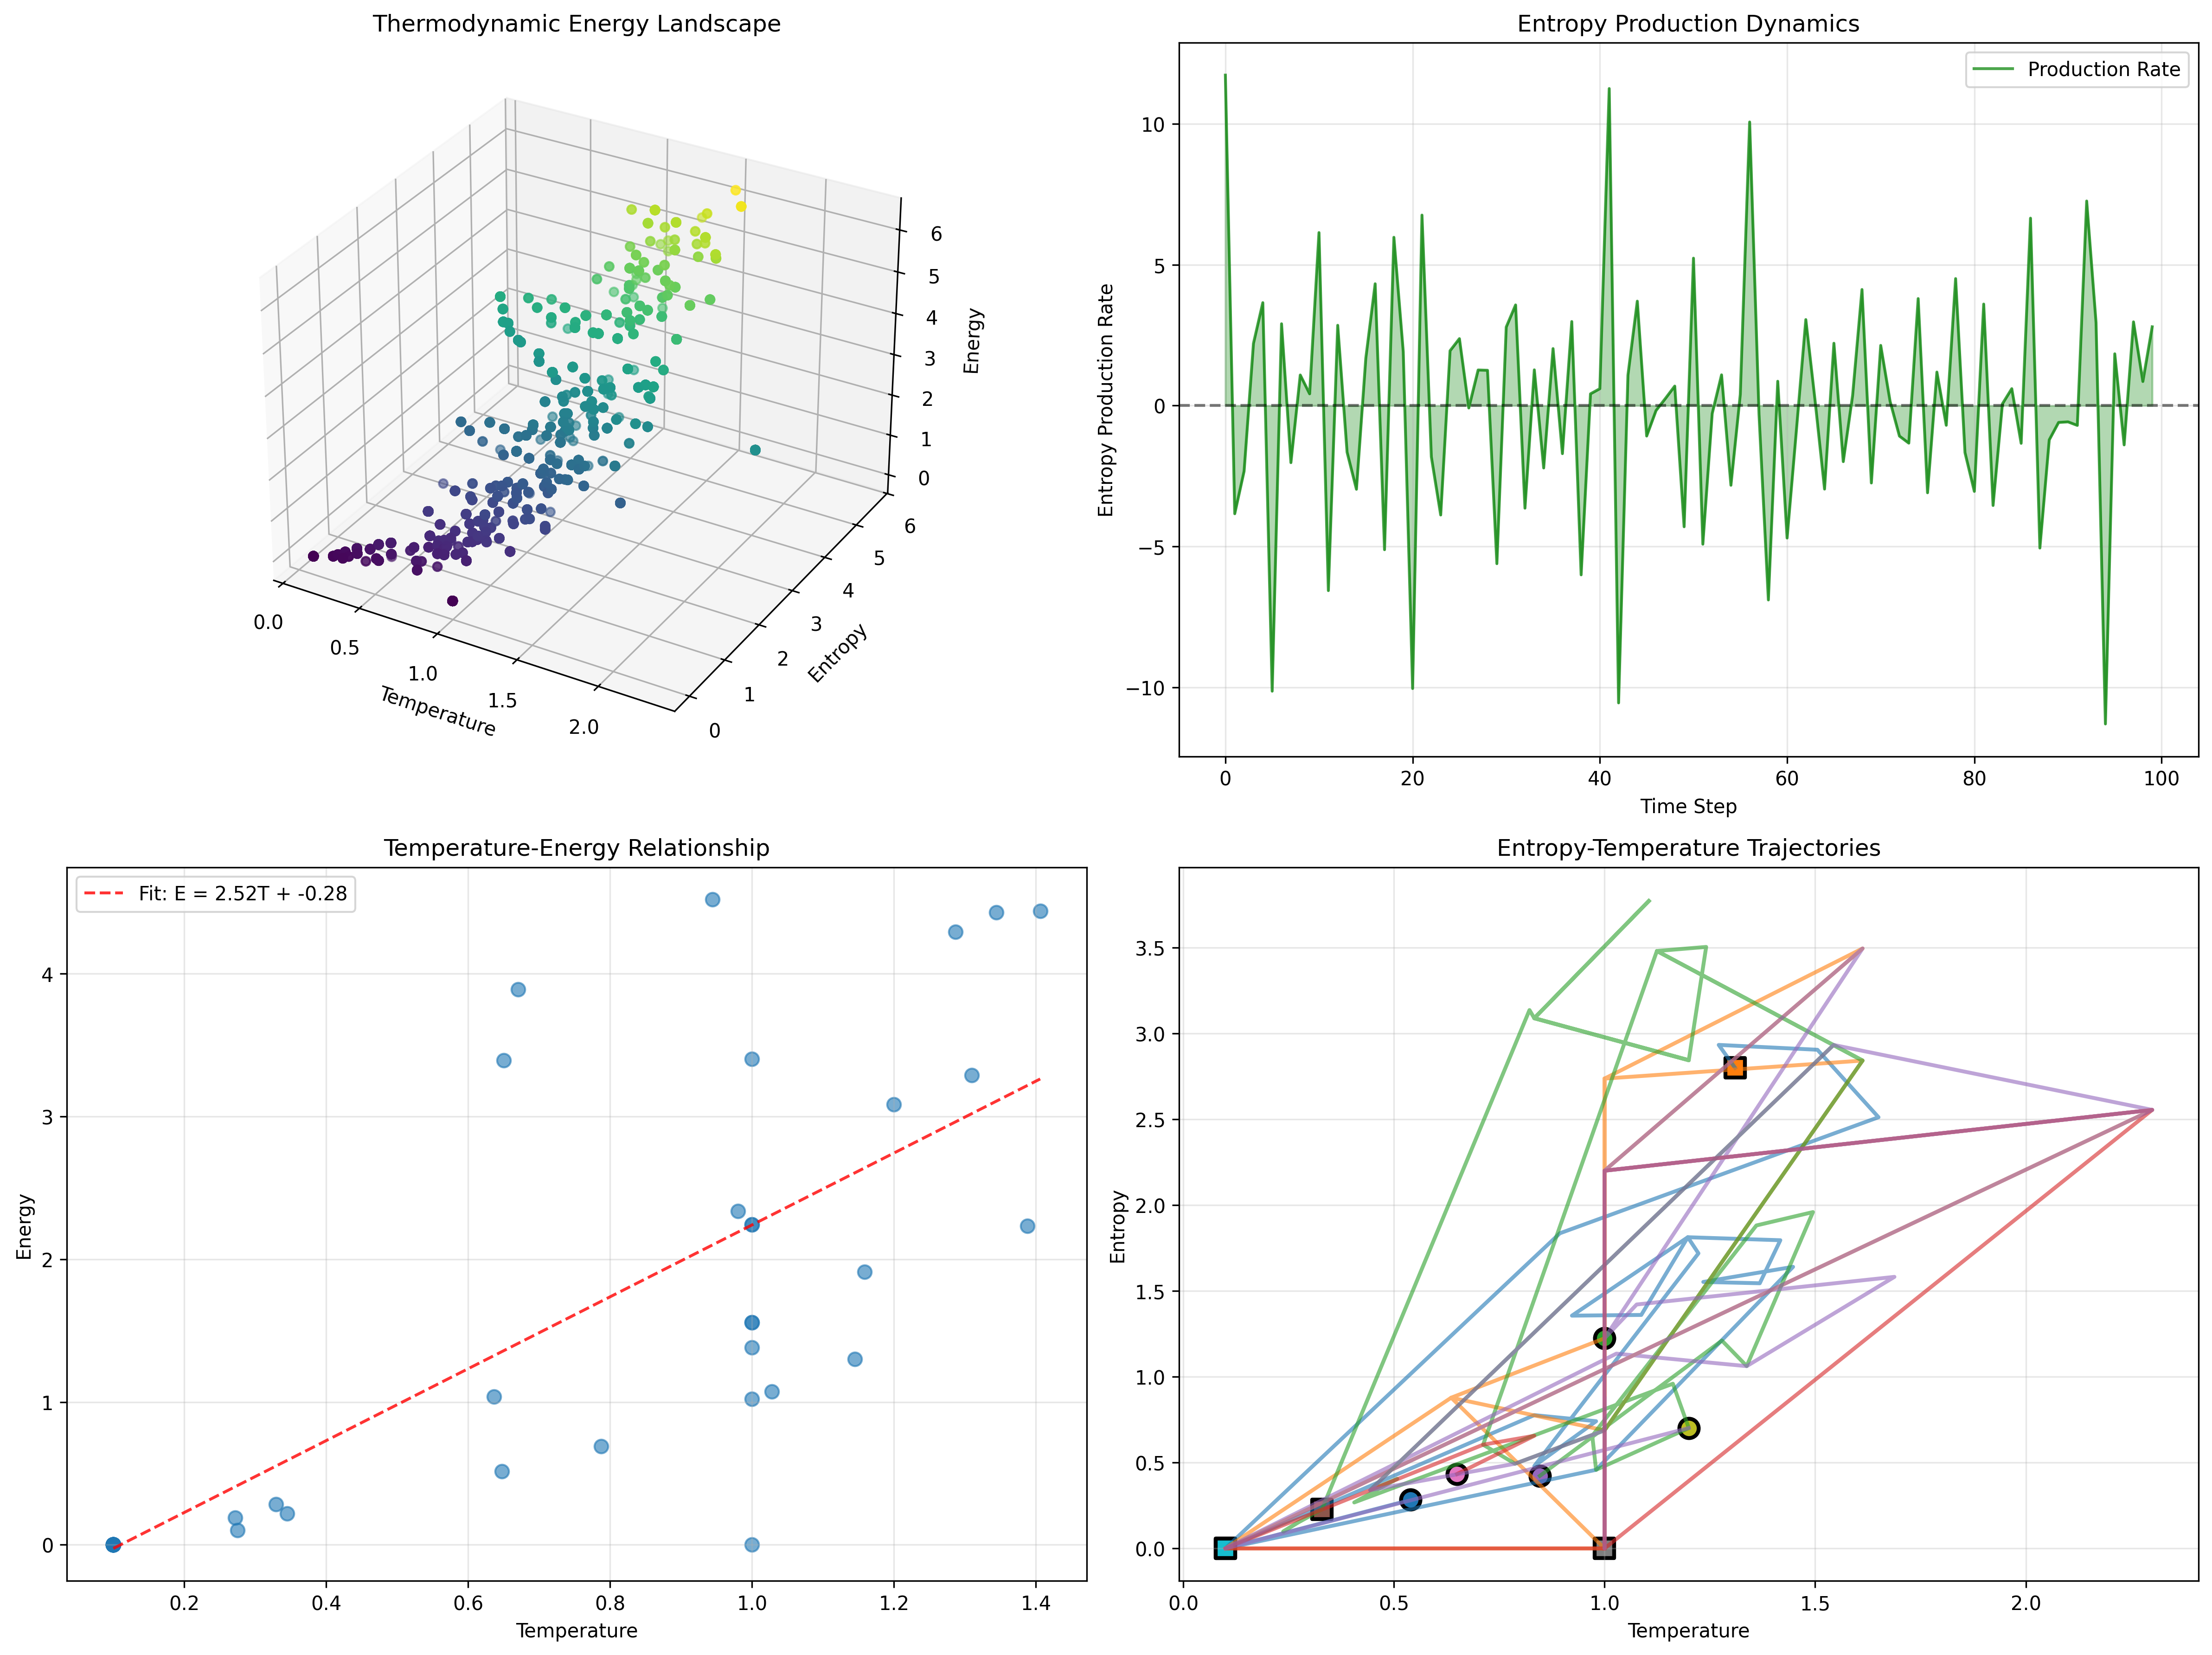 Thermodynamic Energy Landscape
6
5
4
3
2
1
0
Energy
6
5
4
3
2
1
0
Entropy
0.0
0.5
1.0
1.5
2.0
Temperature
Entropy Production Dynamics
Production Rate
10
5
0
−5
−10
Entropy Production Rate
0 20 40 60 80 100
Time Step
Temperature-Energy Relationship
Fit: E = 2.52T + -0.28
4
3
2
1
0
Energy
0.2 0.4 0.6 0.8 1.0 1.2 1.4
Temperature
Entropy-Temperature Trajectories
3.5
3.0
2.5
2.0
1.5
1.0
0.5
0.0
Entropy
0.0 0.5 1.0 1.5 2.0
Temperature